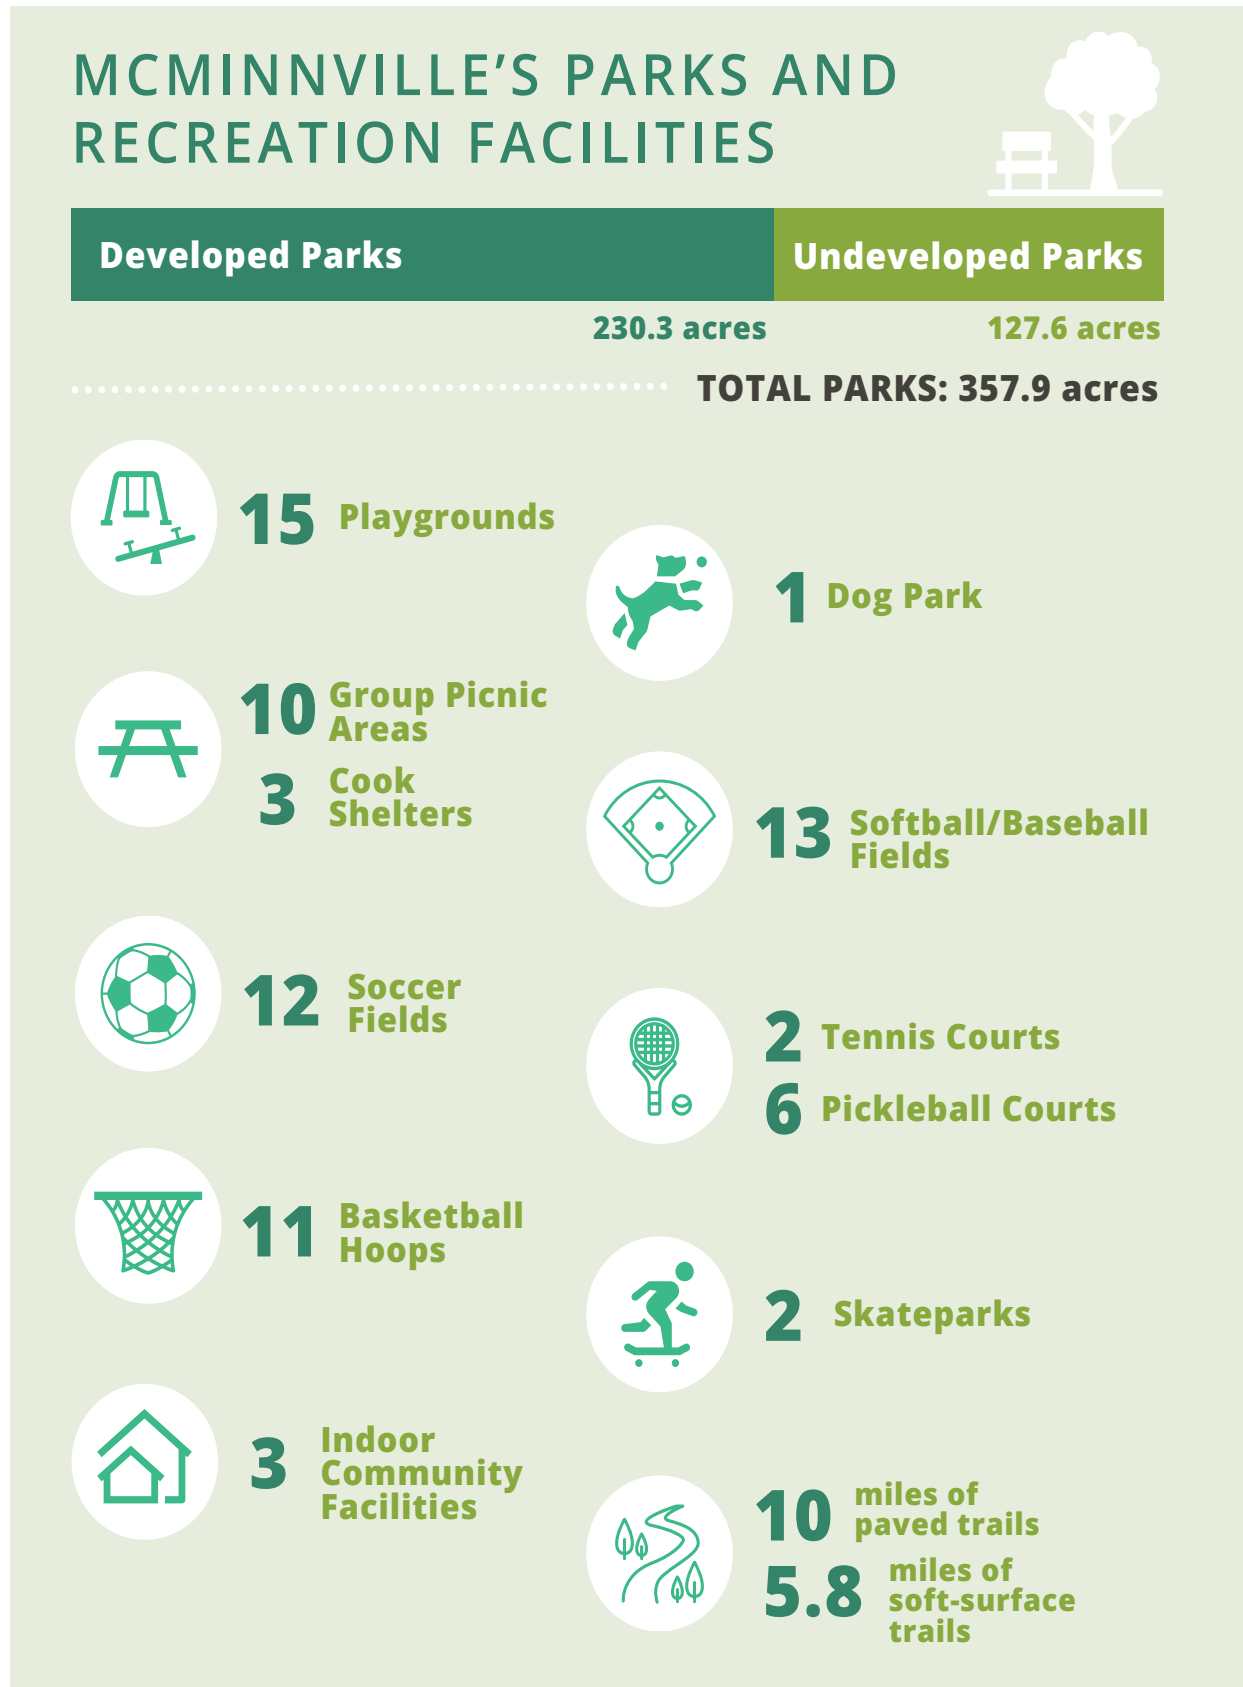 MCMINNVILLE'S PARKS AND
RECREATION FACILITIES
Developed Parks
Undeveloped Parks
230.3 acres
127.6 acres
TOTAL PARKS: 357.9 acres
15 Playgrounds
1 Dog Park
10 Group Picnic
Areas
3 Cook
Shelters
13 Softball/Baseball
Fields
12 Soccer
Fields
2 Tennis Courts
6 Pickleball Courts
11 Basketball
Hoops
2 Skateparks
3 Indoor
Community
Facilities
10 miles of
paved trails
5.8 miles of
soft-surface
trails